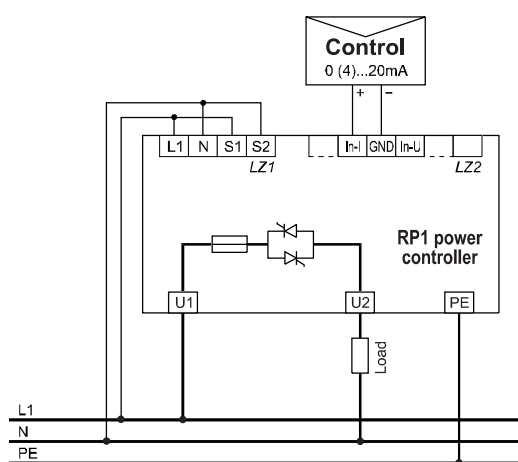 Control
0 (4)...20mA
+ –
L1 N S1 S2
LZ1
In-I GND In-U
LZ2
RP1 power
controller
U1 U2 PE
Load
L1
N
PE